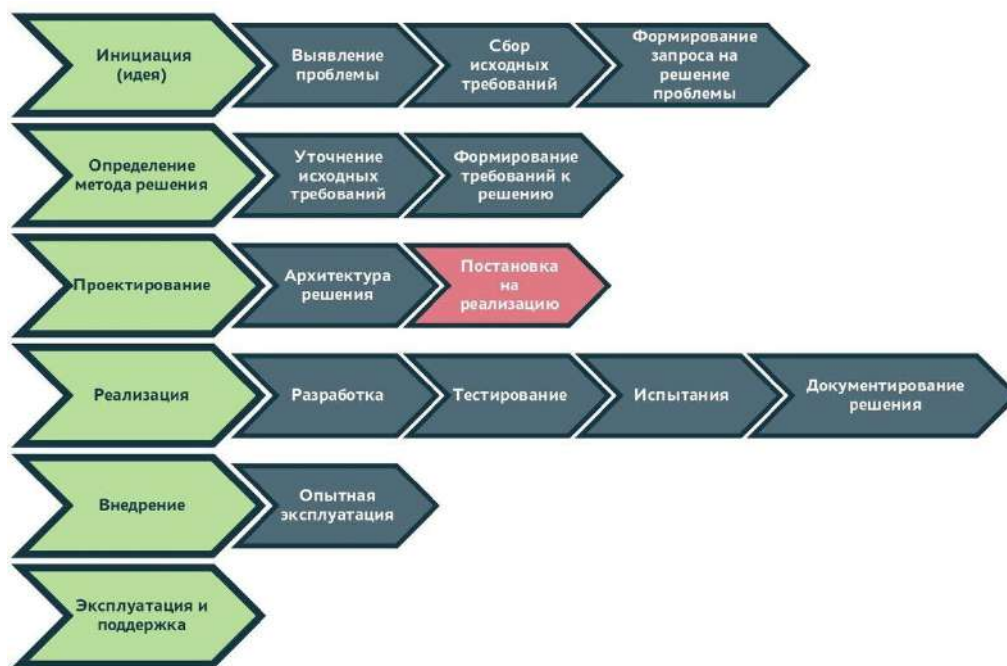 Инициация
(идея)
Выявление
проблемы
Сбор
исходных
требований
Формирование
запроса на
решение
проблемы
Определение
метода решения
Уточнение
исходных
требований
Формирование
требований к
решению
Проектирование
Архитектура
решения
Постановка
на
реализацию
Реализация
Разработка
Тестирование
Испытания
Документирование
решения
Внедрение
Опытная
эксплуатация
Эксплуатация и
поддержка